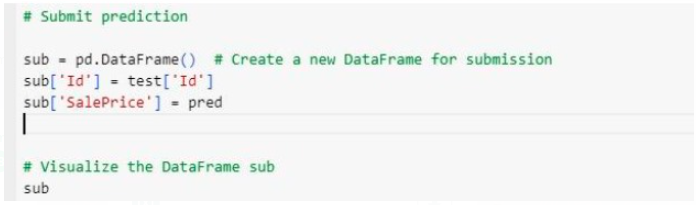 # Submit prediction
sub = pd.DataFrame()  # Create a new DataFrame for submission
sub['Id'] = test['Id']
sub['SalePrice'] = pred
# Visualize the DataFrame sub
sub